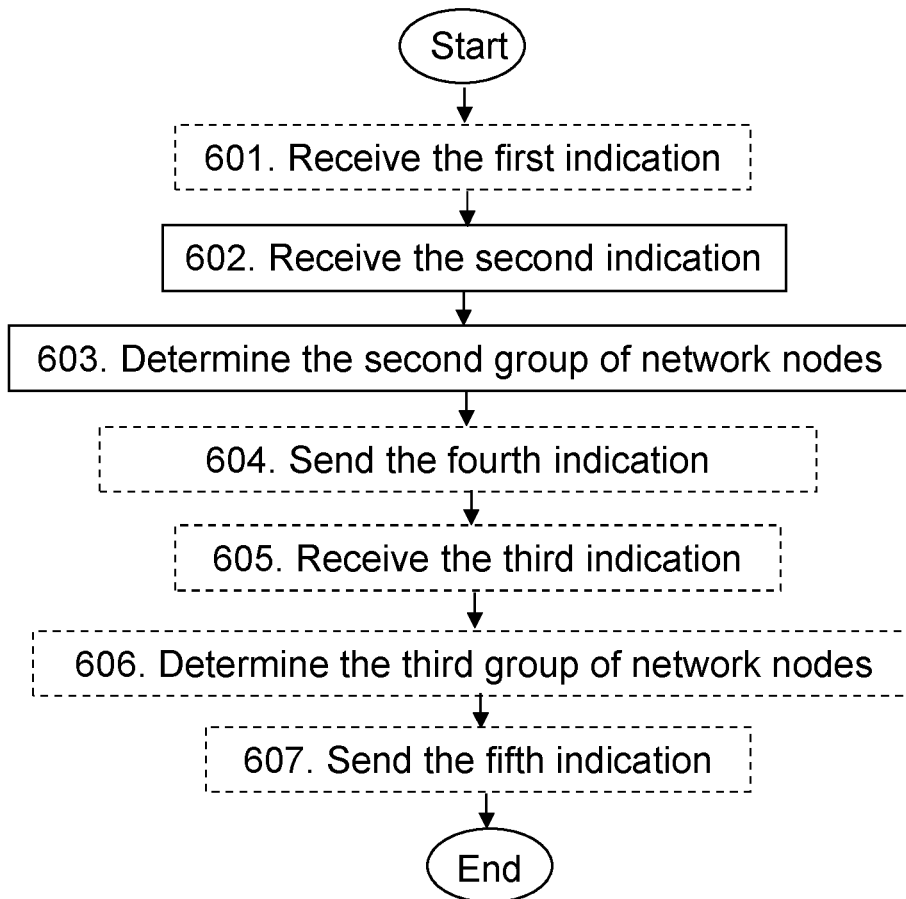 Start
601. Receive the first indication
602. Receive the second indication
603. Determine the second group of network nodes
604. Send the fourth indication
605. Receive the third indication
606. Determine the third group of network nodes
607. Send the fifth indication
End